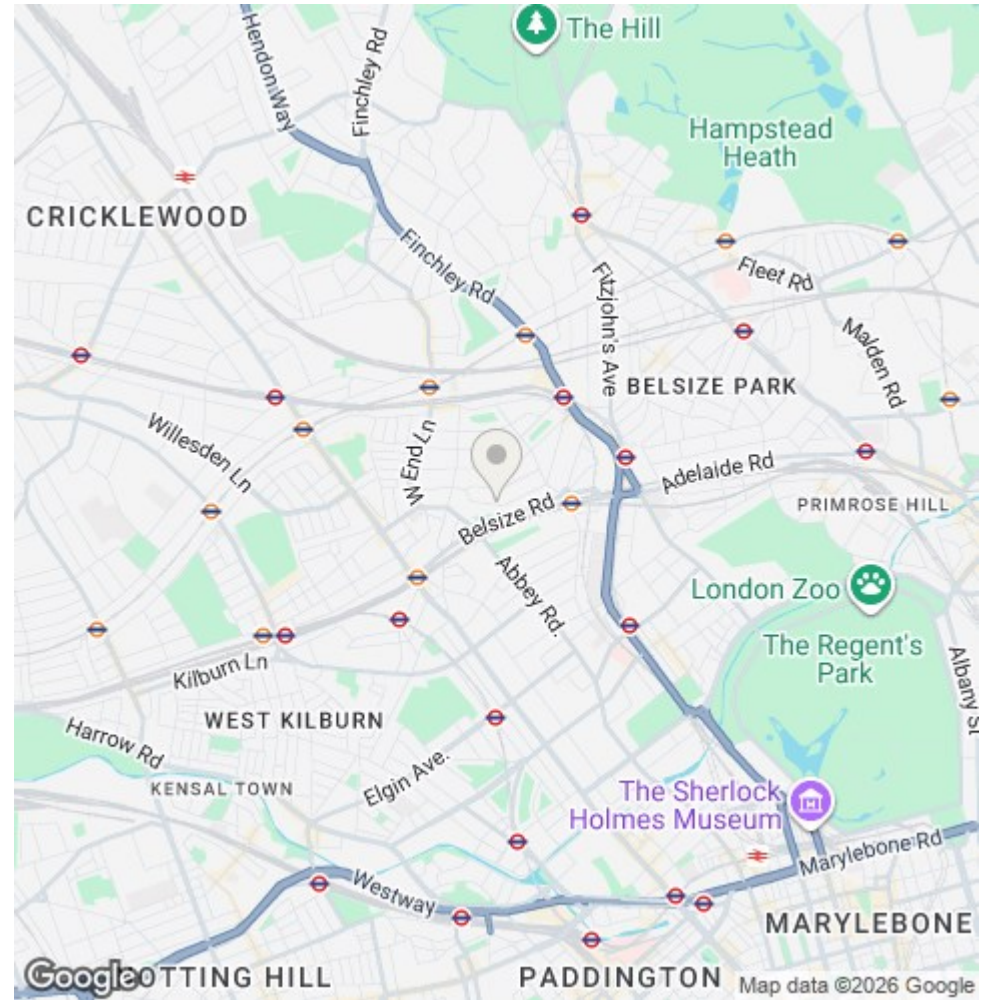 Hendon Way
Finchley Rd
The Hill
Hampstead
Heath
CRICKLEWOOD
Finchley Rd
Fitzjohn's Ave
Fleet Rd
Malden Rd
BELSIZE PARK
Willesden Ln
W End Ln
Adelaide Rd
Belsize Rd
PRIMROSE HILL
Abbey Rd.
London Zoo
The Regent's
Park
Albany St
Kilburn Ln
WEST KILBURN
Harrow Rd
Elgin Ave.
KENSAL TOWN
The Sherlock
Holmes Museum
Marylebone Rd
Westway
MARYLEBONE
Google
OTTING HILL
PADDINGTON
Map data ©2026 Google